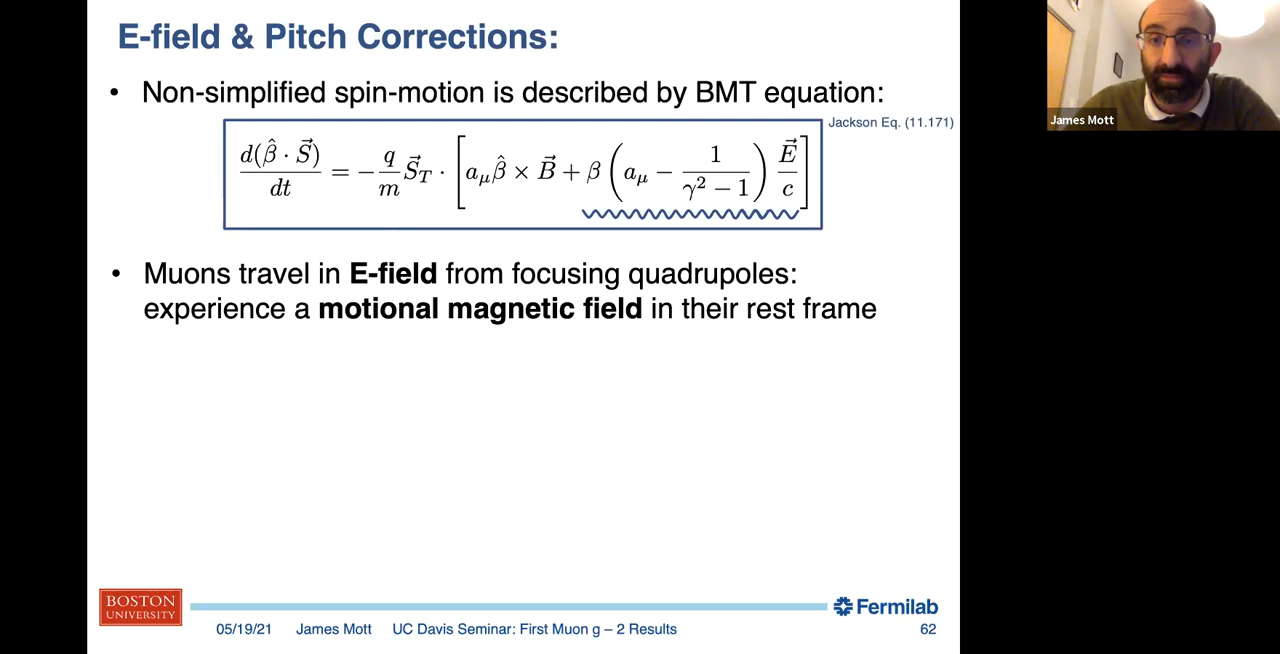 E-field & Pitch Corrections:
• Non-simplified spin-motion is described by BMT equation:
Jackson Eq. (11.171)
d(β̂ · S⃗)/dt = −q/m S⃗_T · [a_μ β̂ × B⃗ + β (a_μ − 1/(γ² − 1)) E⃗/c]
• Muons travel in E-field from focusing quadrupoles:
experience a motional magnetic field in their rest frame
BOSTON
UNIVERSITY
Fermilab
05/19/21 James Mott UC Davis Seminar: First Muon g – 2 Results 62
James Mott